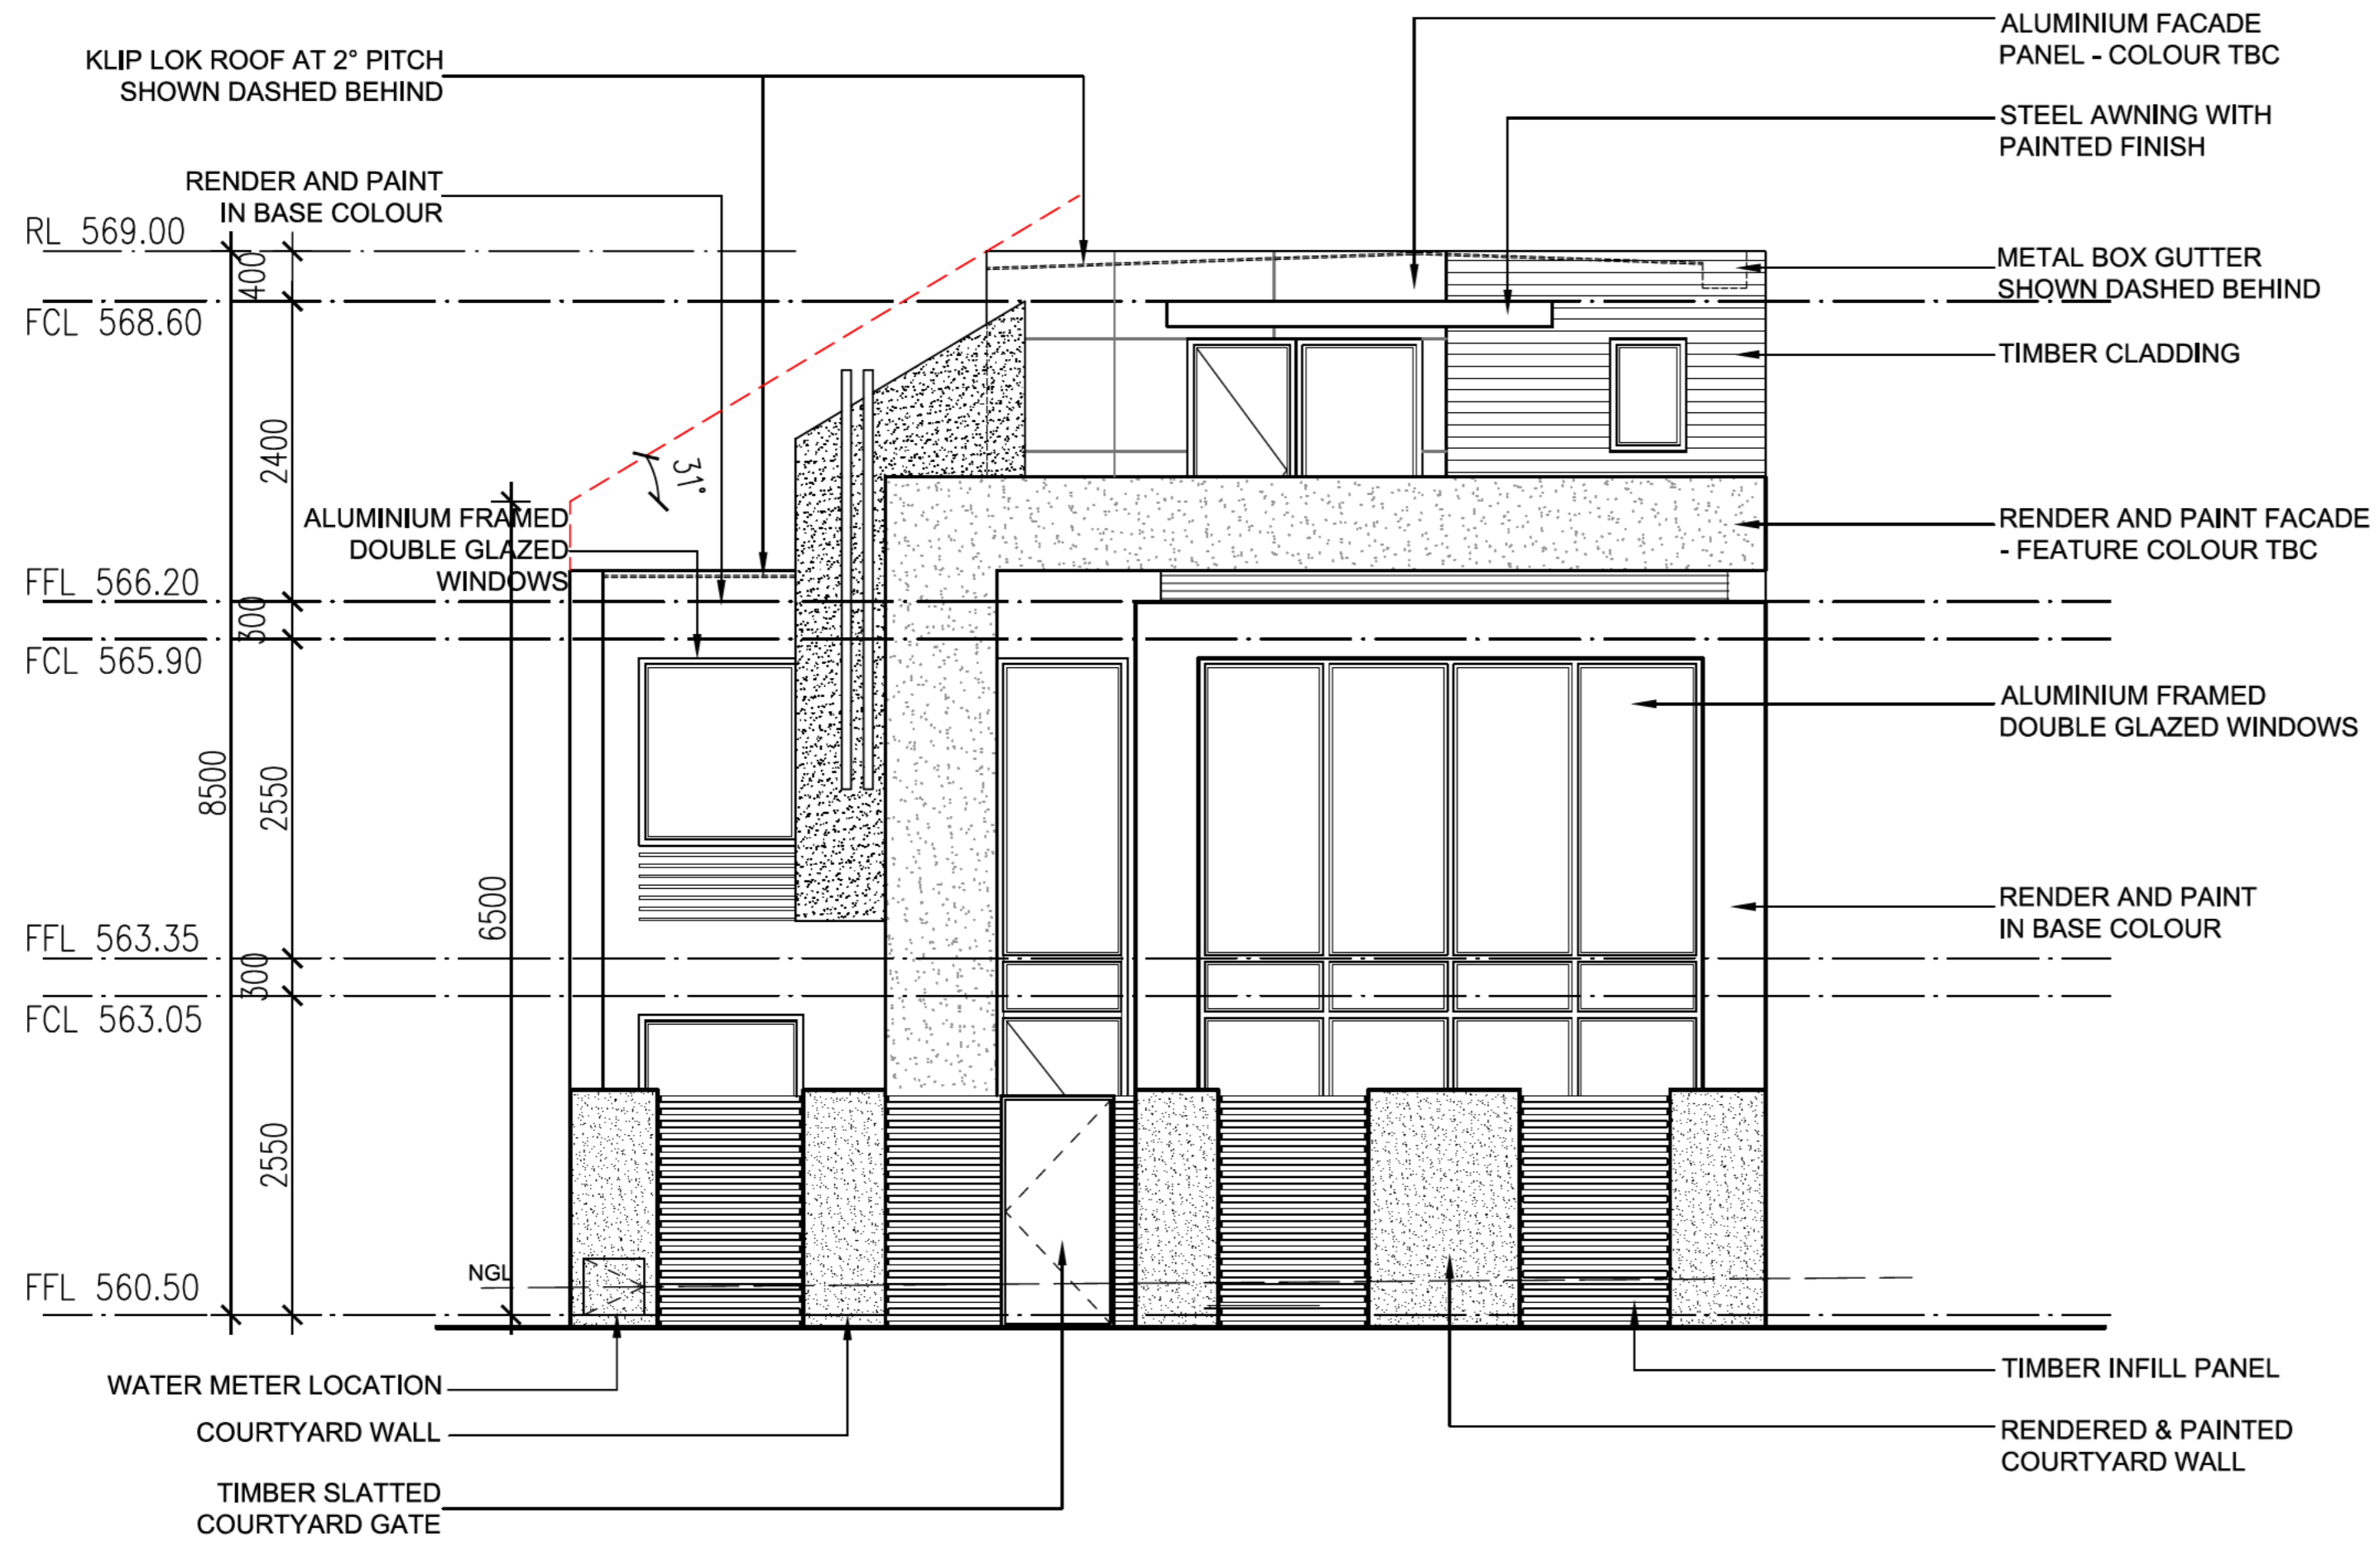 KLIP LOK ROOF AT 2° PITCH
SHOWN DASHED BEHIND
RENDER AND PAINT
IN BASE COLOUR
ALUMINIUM FRAMED
DOUBLE GLAZED
WINDOWS
RL 569.00
FCL 568.60
FFL 566.20
FCL 565.90
FFL 563.35
FCL 563.05
FFL 560.50
400
2400
300
2550
300
2550
8500
6500
31°
NGL
WATER METER LOCATION
COURTYARD WALL
TIMBER SLATTED
COURTYARD GATE
ALUMINIUM FACADE
PANEL - COLOUR TBC
STEEL AWNING WITH
PAINTED FINISH
METAL BOX GUTTER
SHOWN DASHED BEHIND
TIMBER CLADDING
RENDER AND PAINT FACADE
- FEATURE COLOUR TBC
ALUMINIUM FRAMED
DOUBLE GLAZED WINDOWS
RENDER AND PAINT
IN BASE COLOUR
TIMBER INFILL PANEL
RENDERED & PAINTED
COURTYARD WALL